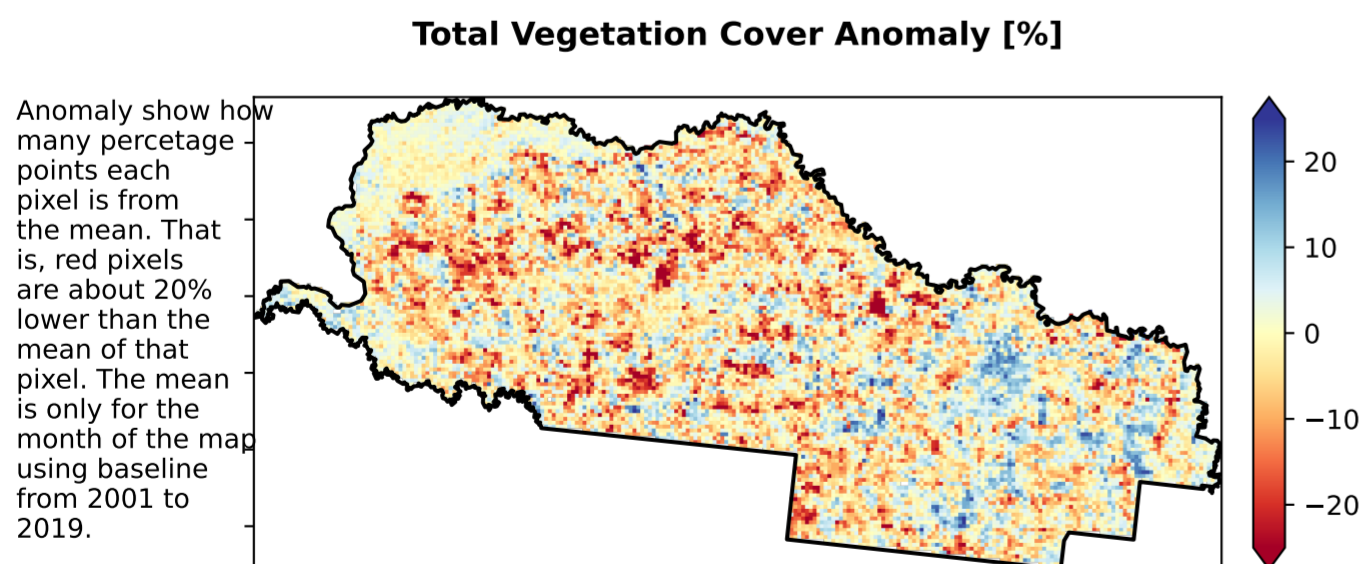 Total Vegetation Cover Anomaly [%]
Anomaly show how
many percetage
points each
pixel is from
the mean. That
is, red pixels
are about 20%
lower than the
mean of that
pixel. The mean
is only for the
month of the map
using baseline
from 2001 to
2019.
20
10
0
−10
−20